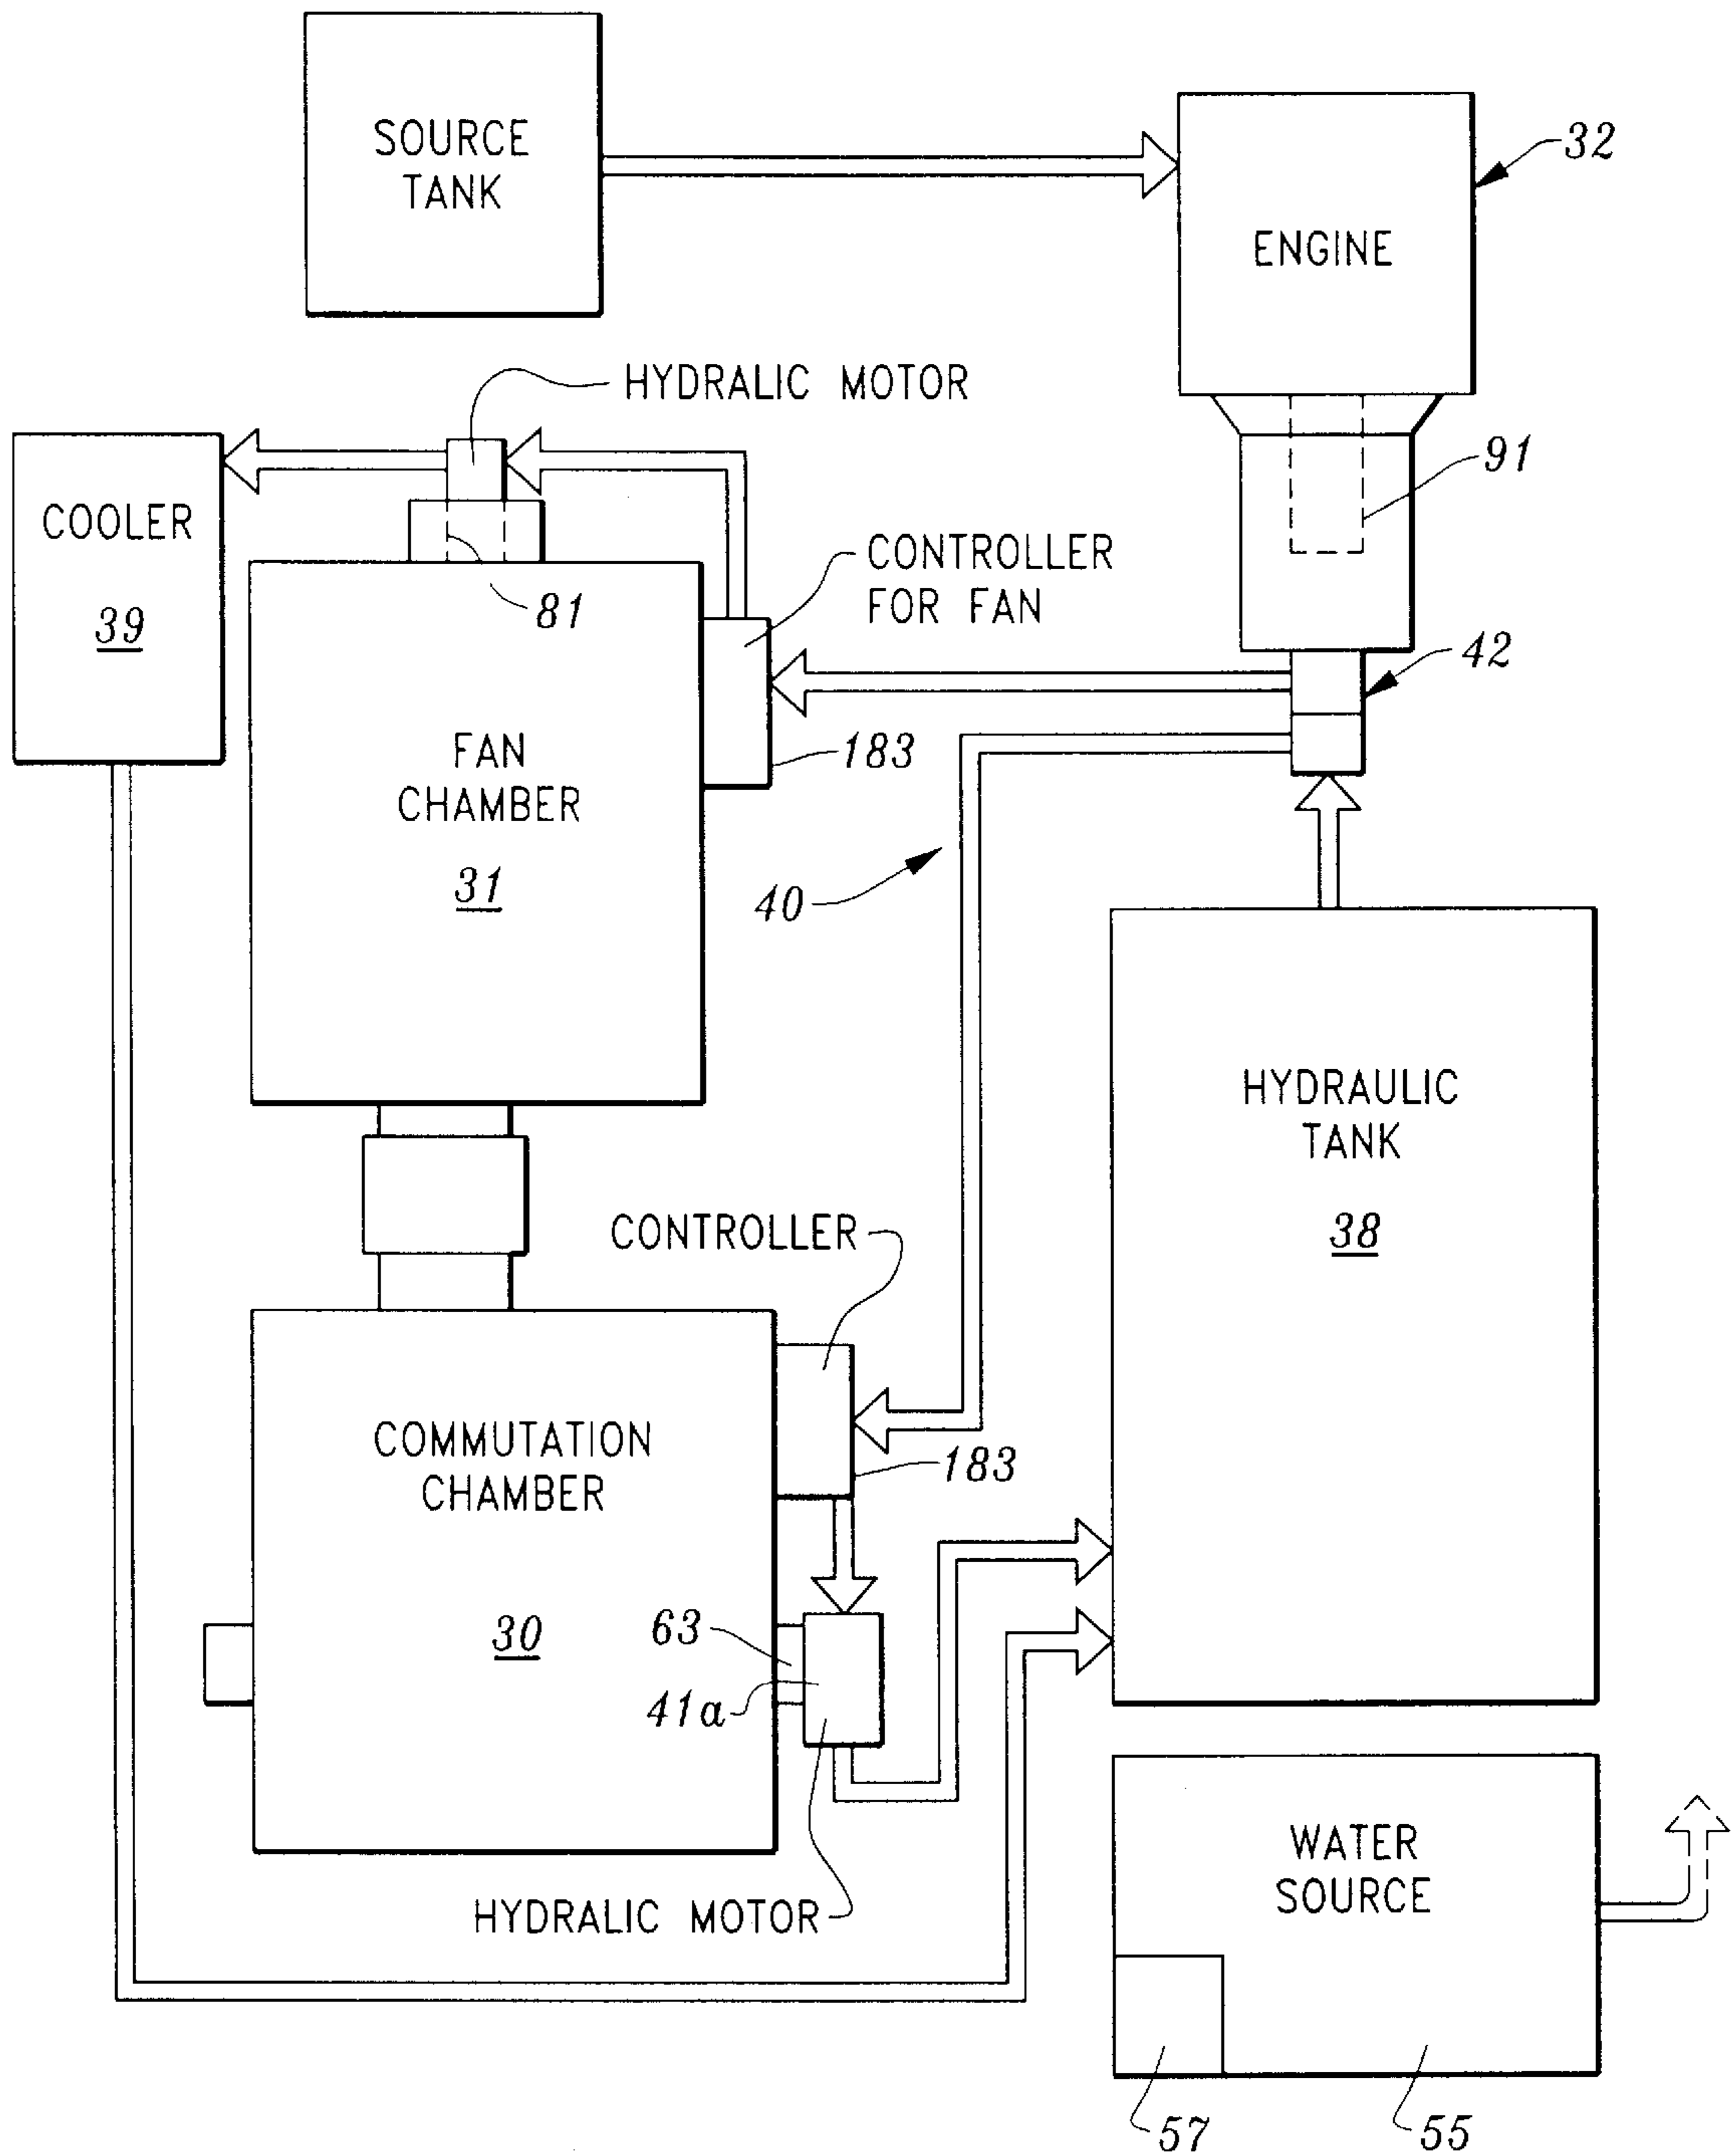 SOURCE
TANK
32
ENGINE
HYDRALIC MOTOR
91
COOLER
39
CONTROLLER
FOR FAN
81
42
FAN
CHAMBER
31
183
40
HYDRAULIC
TANK
38
CONTROLLER
COMMUTATION
CHAMBER
30
183
63
41a
HYDRALIC MOTOR
WATER
SOURCE
57
55